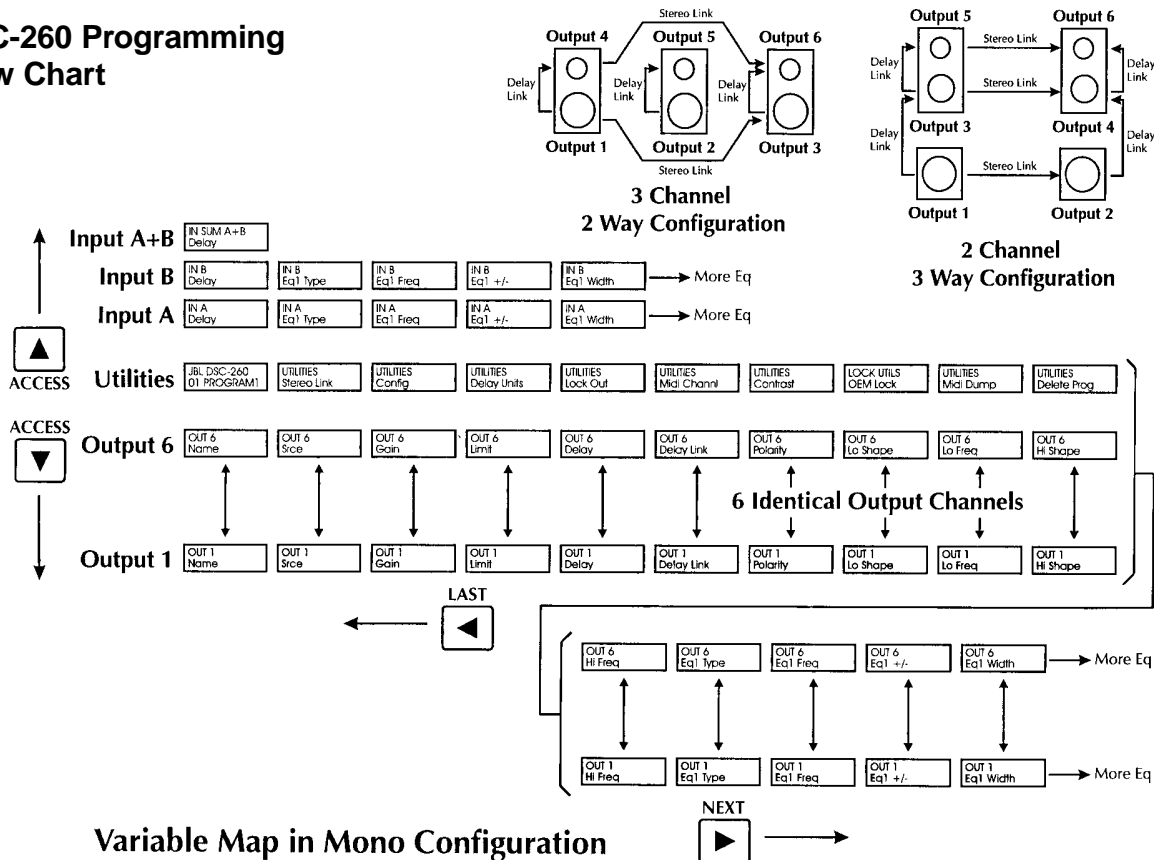 C-260 Programming
w Chart
Stereo Link
Output 4
Output 5
Output 6
Delay
Link
Delay
Link
Delay
Link
Output 1
Output 2
Output 3
Stereo Link
3 Channel
2 Way Configuration
Output 5
Output 6
Stereo Link
Delay
Link
Delay
Link
Stereo Link
Output 3
Output 4
Delay
Link
Delay
Link
Stereo Link
Output 1
Output 2
2 Channel
3 Way Configuration
Input A+B
IN SUM A+B
Delay
Input B
IN B
Delay
IN B
Eq1 Type
IN B
Eq1 Freq
IN B
Eq1 +/-
IN B
Eq1 Width
More Eq
Input A
IN A
Delay
IN A
Eq1 Type
IN A
Eq1 Freq
IN A
Eq1 +/-
IN A
Eq1 Width
More Eq
ACCESS
Utilities
JBL DSC-260
01 PROGRAM1
UTILITIES
Stereo Link
UTILITIES
Config
UTILITIES
Delay Units
UTILITIES
Lock Out
UTILITIES
Midi Channl
UTILITIES
Contrast
LOCK UTILS
OEM Lock
UTILITIES
Midi Dump
UTILITIES
Delete Prog
ACCESS
Output 6
OUT 6
Name
OUT 6
Srce
OUT 6
Gain
OUT 6
Limit
OUT 6
Delay
OUT 6
Delay Link
OUT 6
Polarity
OUT 6
Lo Shape
OUT 6
Lo Freq
OUT 6
Hi Shape
6 Identical Output Channels
Output 1
OUT 1
Name
OUT 1
Srce
OUT 1
Gain
OUT 1
Limit
OUT 1
Delay
OUT 1
Delay Link
OUT 1
Polarity
OUT 1
Lo Shape
OUT 1
Lo Freq
OUT 1
Hi Shape
LAST
OUT 6
Hi Freq
OUT 6
Eq1 Type
OUT 6
Eq1 Freq
OUT 6
Eq1 +/-
OUT 6
Eq1 Width
More Eq
OUT 1
Hi Freq
OUT 1
Eq1 Type
OUT 1
Eq1 Freq
OUT 1
Eq1 +/-
OUT 1
Eq1 Width
More Eq
NEXT
Variable Map in Mono Configuration